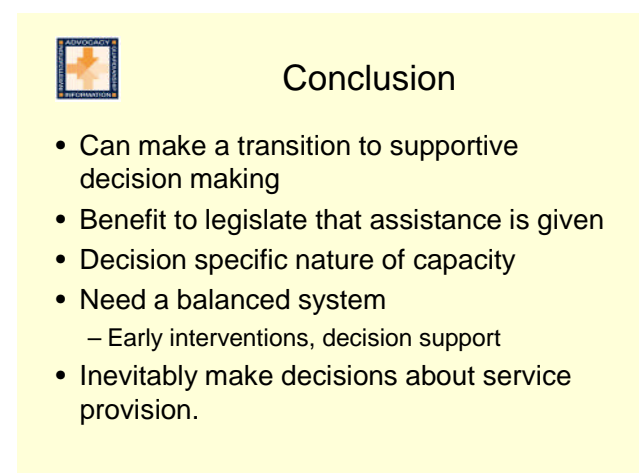 ADVOCACY
GUARDIANSHIP
INFORMATION
Conclusion
• Can make a transition to supportive
decision making
• Benefit to legislate that assistance is given
• Decision specific nature of capacity
• Need a balanced system
– Early interventions, decision support
• Inevitably make decisions about service
provision.